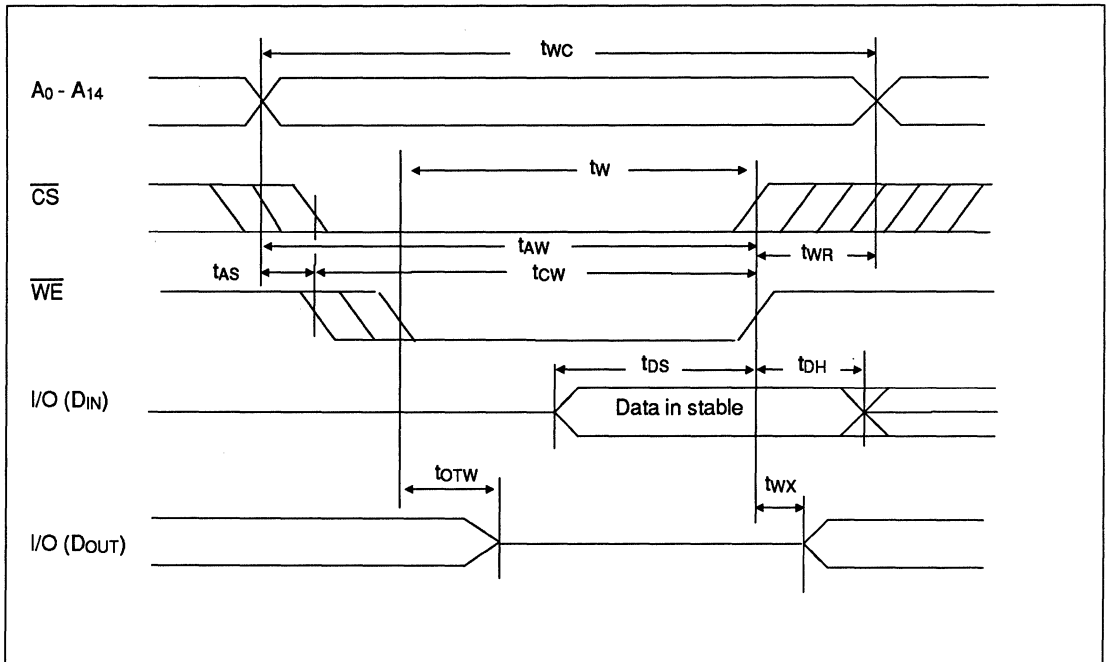 tWC
A0 - A14
tW
CS
tAW
tWR
tAS
tCW
WE
tDS
tDH
I/O (DIN)
Data in stable
tOTW
tWX
I/O (DOUT)